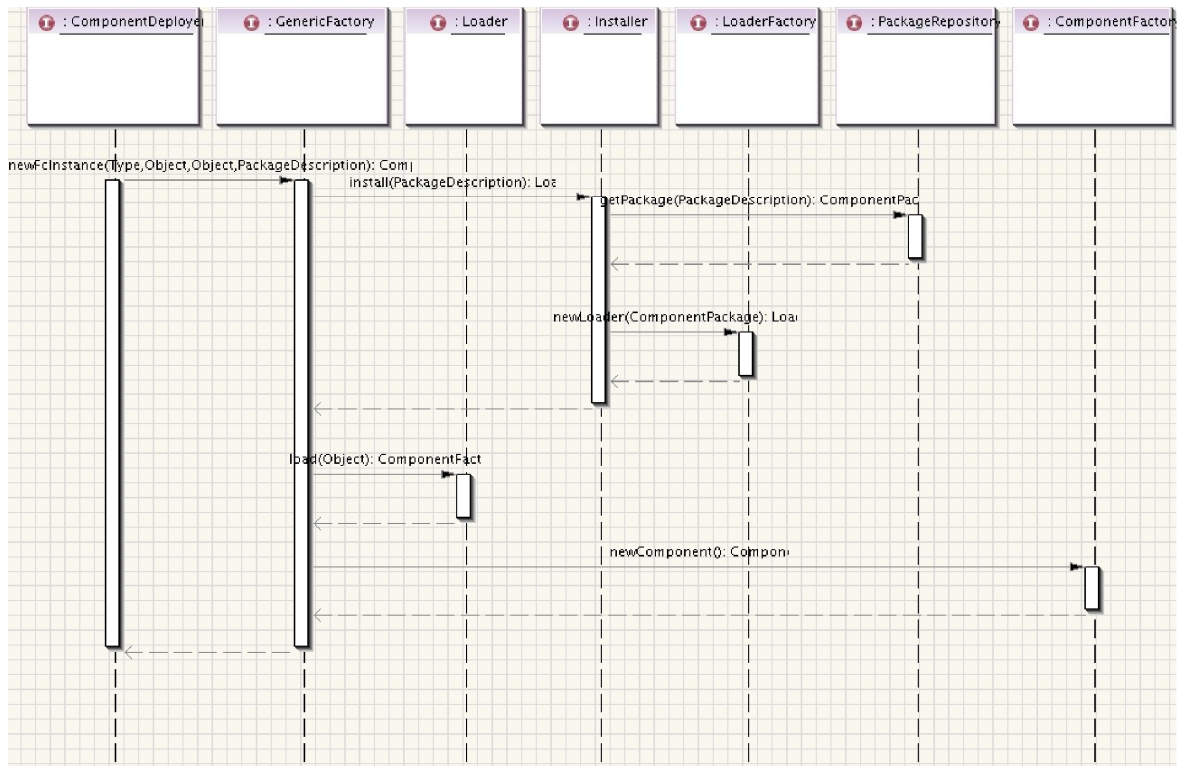 : ComponentDeployer
: GenericFactory
: Loader
: Installer
: LoaderFactory
: PackageRepository
: ComponentFactory
newFcInstance(Type,Object,Object,PackageDescription): Comp
install(PackageDescription): Loa
getPackage(PackageDescription): ComponentPac
newLoader(ComponentPackage): Loa
load(Object): ComponentFact
newComponent(): Compon